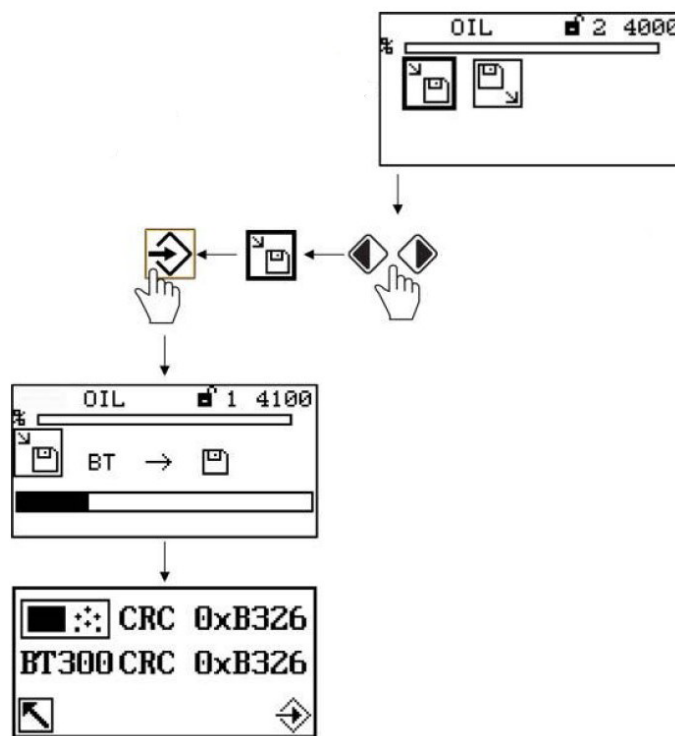 OIL 2 4000
%
OIL 1 4100
%
BT →
CRC 0xB326
BT300 CRC 0xB326